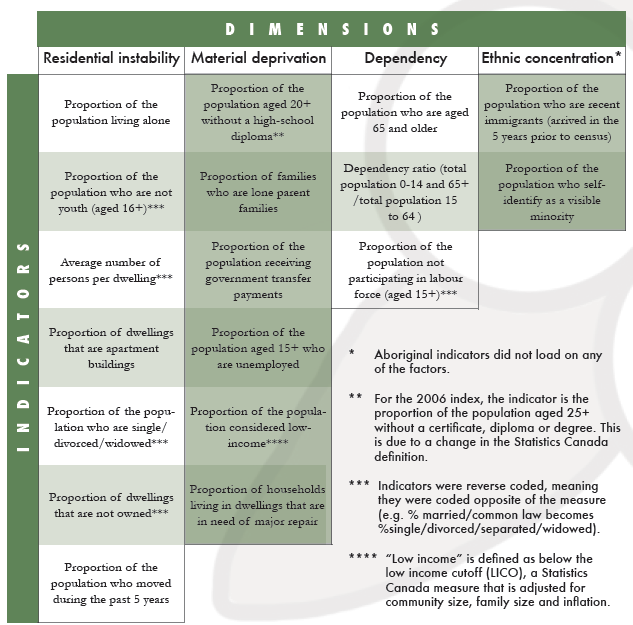 DIMENSIONS
Residential instability
Material deprivation
Dependency
Ethnic concentration*
INDICATORS
Proportion of the
population living alone
Proportion of the
population aged 20+
without a high-school
diploma**
Proportion of the
population who are aged
65 and older
Proportion of the
population who are recent
immigrants (arrived in the
5 years prior to census)
Proportion of the
population who are not
youth (aged 16+)***
Proportion of families
who are lone parent
families
Dependency ratio (total
population 0-14 and 65+
/total population 15
to 64 )
Proportion of the
population who self-
identify as a visible
minority
Average number of
persons per dwelling***
Proportion of the
population receiving
government transfer
payments
Proportion of the
population not
participating in labour
force (aged 15+)***
Proportion of dwellings
that are apartment
buildings
Proportion of the
population aged 15+ who
are unemployed
Proportion of the popu-
lation who are single/
divorced/widowed***
Proportion of the popula-
tion considered low-
income****
Proportion of dwellings
that are not owned***
Proportion of households
living in dwellings that are
in need of major repair
Proportion of the
population who moved
during the past 5 years
* Aboriginal indicators did not load on any
of the factors.
** For the 2006 index, the indicator is the
proportion of the population aged 25+
without a certificate, diploma or degree. This
is due to a change in the Statistics Canada
definition.
*** Indicators were reverse coded, meaning
they were coded opposite of the measure
(e.g. % married/common law becomes
%single/divorced/separated/widowed).
**** “Low income” is defined as below the
low income cutoff (LICO), a Statistics
Canada measure that is adjusted for
community size, family size and inflation.